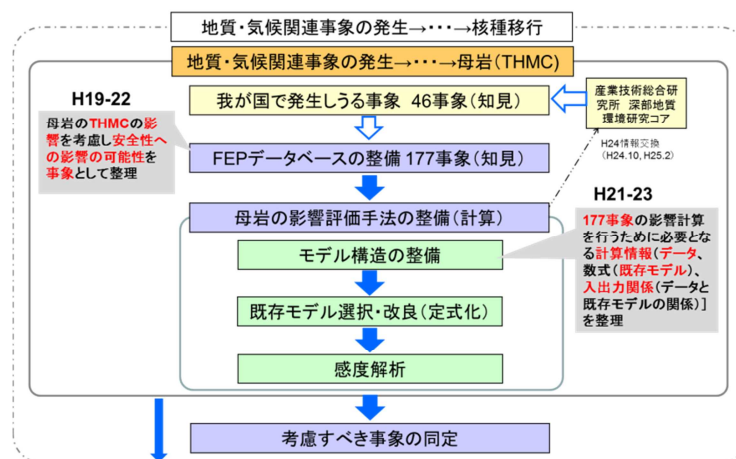 地質・気候関連事象の発生→・・・→核種移行
地質・気候関連事象の発生→・・・→母岩(THMC)
H19-22
母岩のTHMCの影
響を考慮し安全性へ
の影響の可能性を
事象として整理
我が国で発生しうる事象 46事象(知見)
産業技術総合研
究所 深部地質
環境研究コア
H24情報交換
(H24.10, H25.2)
FEPデータベースの整備 177事象(知見)
H21-23
177事象の影響計算
を行うために必要とな
る計算情報(データ、
数式(既存モデル)、
入出力関係(データと
既存モデルの関係)]
を整理
母岩の影響評価手法の整備(計算)
モデル構造の整備
既存モデル選択・改良(定式化)
感度解析
考慮すべき事象の同定